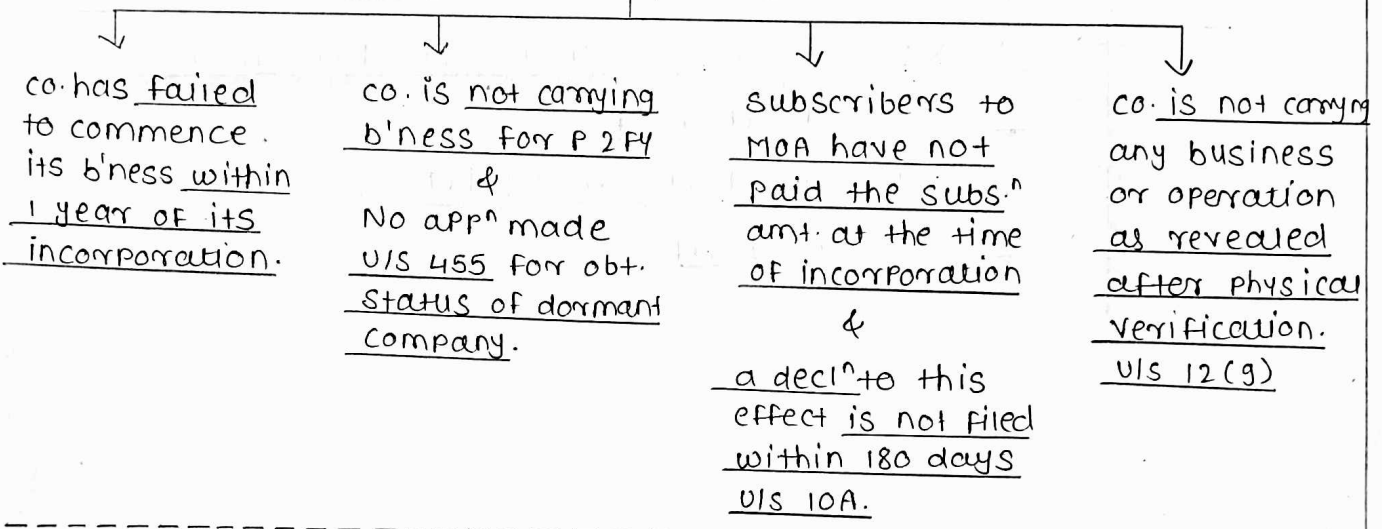 co. has failed
to commence.
its b'ness within
1 year of its
incorporation.
co. is not carrying
b'ness for P 2 FY
&
No appⁿ made
U/S 455 for obt.
status of dormant
company.
subscribers to
MOA have not
paid the subs.ⁿ
amt. at the time
of incorporation
&
a declⁿ to this
effect is not filed
within 180 days
U/S 10A.
co. is not carryng
any business
or operation
as revealed
after physical
verification.
U/S 12(9)